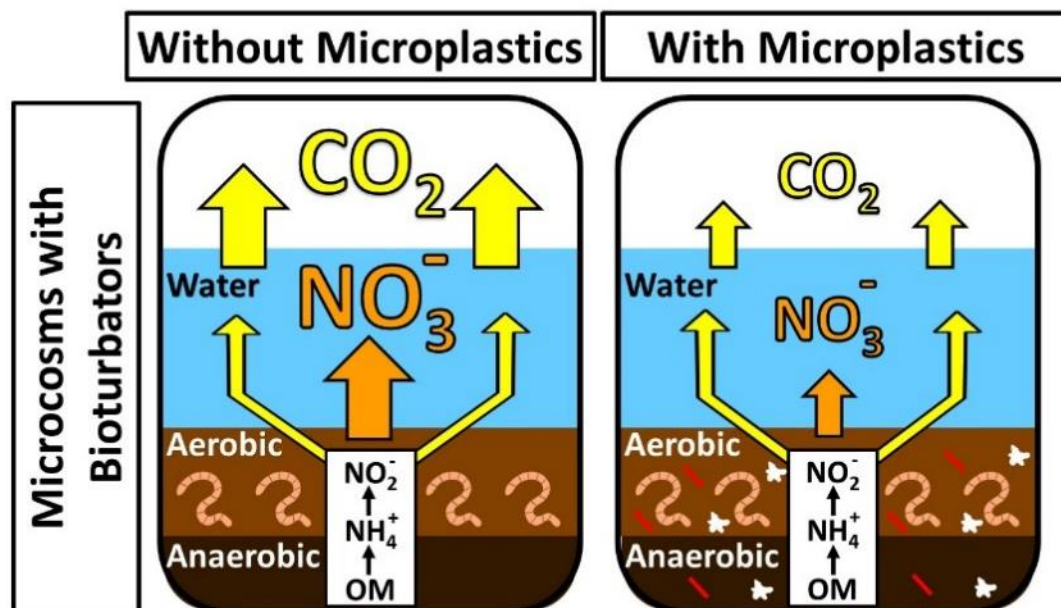 Without Microplastics
With Microplastics
Microcosms with
Bioturbators
CO₂
Water
NO₃⁻
Aerobic
NO₂⁻
NH₄⁺
Anaerobic
OM
CO₂
Water
NO₃⁻
Aerobic
NO₂⁻
NH₄⁺
Anaerobic
OM